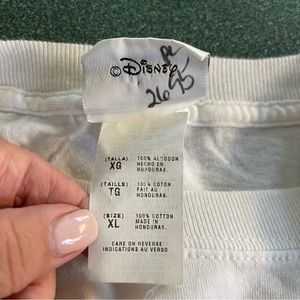 ©Disney
2695
(TALLA) 100% ALGODON
XG HECHO EN
HONDURAS.
(TAILLE) 100% COTON
TG FAIT AU
HONDURAS.
(SIZE) 100% COTTON
XL MADE IN
HONDURAS.
CARE ON REVERSE
INDICATIONS AU VERSO